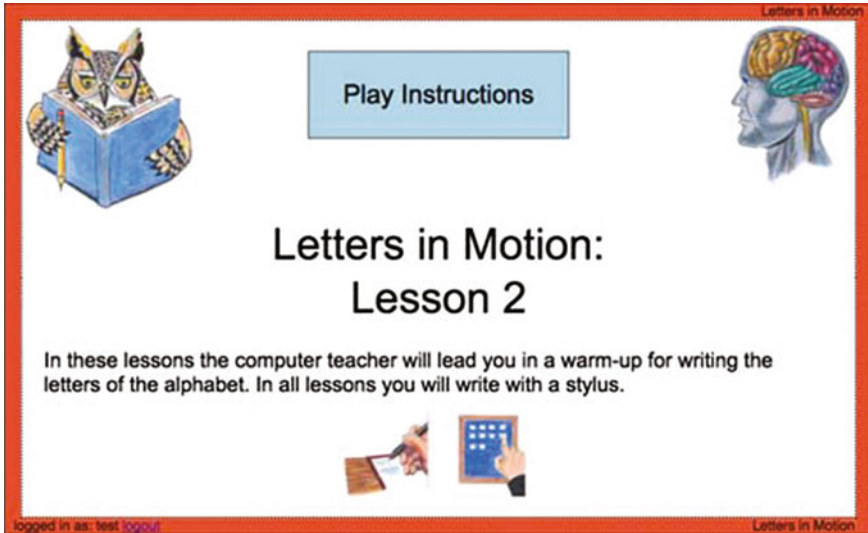 Letters in Motion
Play Instructions
Letters in Motion:
Lesson 2
In these lessons the computer teacher will lead you in a warm-up for writing the
letters of the alphabet. In all lessons you will write with a stylus.
logged in as: test logout
Letters in Motion